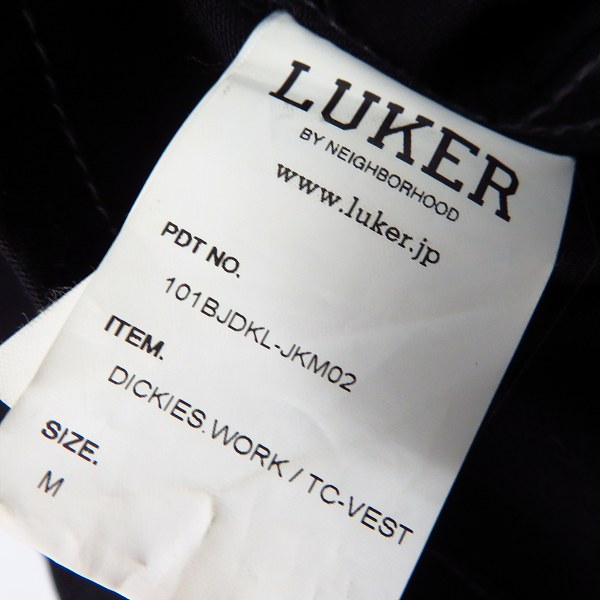 LUKER
BY NEIGHBORHOOD
www.luker.jp
PDT NO.
101BJDKL-JKM02
ITEM.
DICKIES.WORK / TC-VEST
SIZE.
M